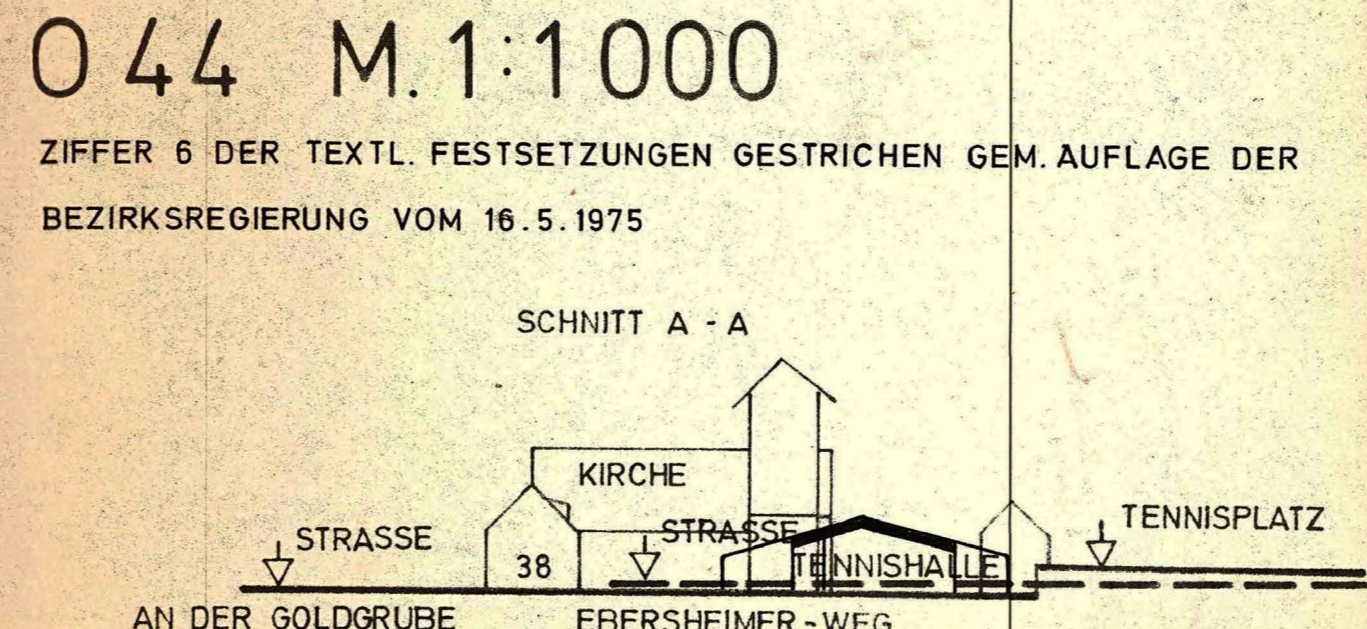 O 44 M. 1:1000
ZIFFER 6 DER TEXTL. FESTSETZUNGEN GESTRICHEN GEM. AUFLAGE DER
BEZIRKSREGIERUNG VOM 16.5.1975
SCHNITT A - A
KIRCHE
STRASSE
STRASSE
TENNISPLATZ
38
TENNISHALLE
AN DER GOLDGRUBE
EBERSHEIMER-WEG